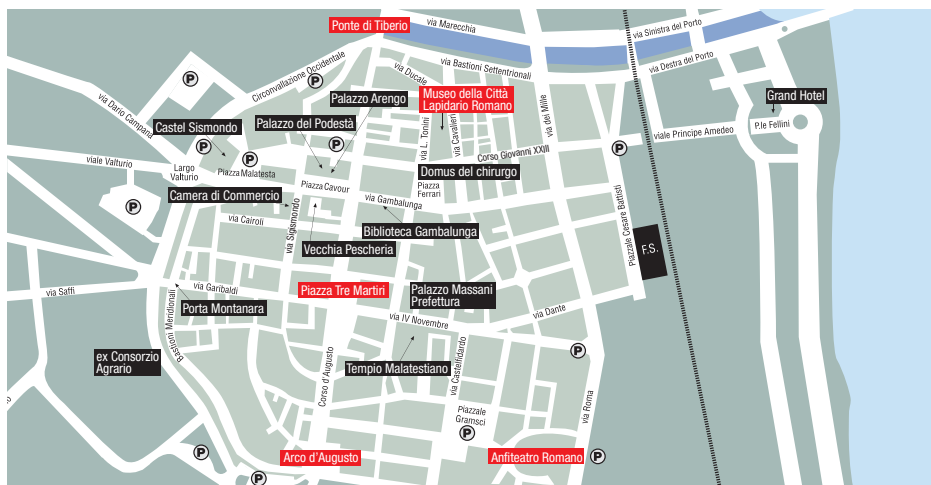 Ponte di Tiberio
via Marecchia
via Sinistra del Porto
via Destra del Porto
via Bastioni Settentrionali
via Ducale
Circonvallazione Occidentale
P
P
via Dario Campana
Palazzo Arengo
Museo della Città
Lapidario Romano
Grand Hotel
via dei Mille
P.le Fellini
viale Principe Amedeo
Castel Sismondo
Palazzo del Podestà
via L. Tonini
via Cavalieri
P
P
P
P
Corso Giovanni XXIII
viale Valturio
Largo
Valturio
Piazza Malatesta
Domus del chirurgo
Piazza Cavour
Piazza
Ferrari
Camera di Commercio
via Gambalunga
P
via Cairoli
via Sigismondo
Biblioteca Gambalunga
Vecchia Pescheria
Piazzale Cesare Battisti
F.S.
via Saffi
via Garibaldi
Piazza Tre Martiri
Palazzo Massani
Prefettura
Porta Montanara
Bastioni Meridionali
via IV Novembre
via Dante
ex Consorzio
Agrario
Tempio Malatestiano
P
Corso d'Augusto
via Castelfidardo
via Roma
Piazzale
Gramsci
P
Arco d'Augusto
Anfiteatro Romano
P
P
P